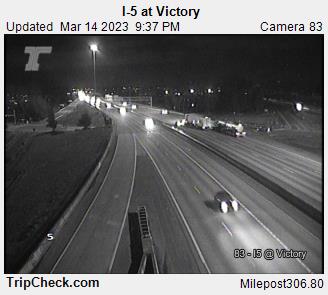 I-5 at Victory
Updated Mar 14 2023 9:37 PM Camera 83
T
5
83 - I5 @ Victory
TripCheck.com Milepost306.80